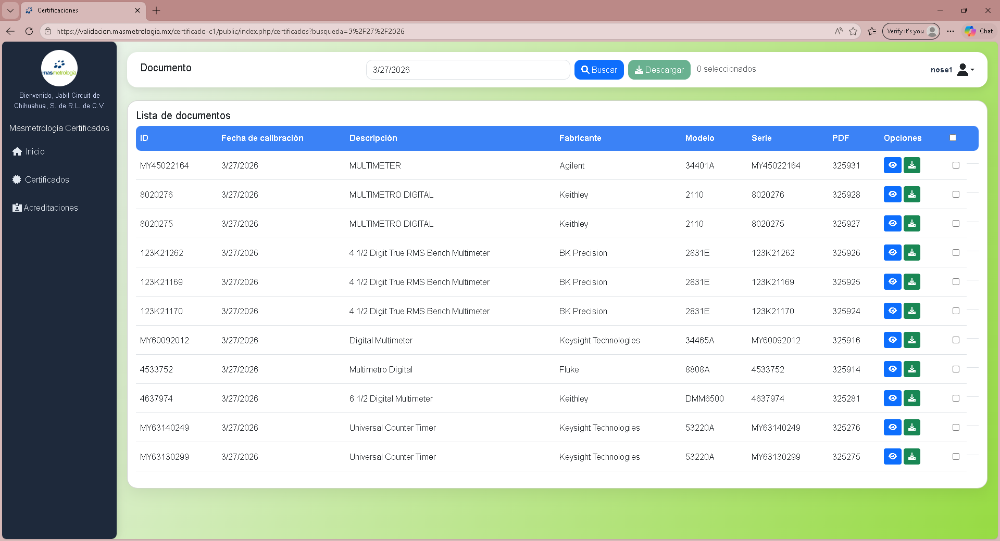 Certificaciones
https://validacion.masmetrologia.mx/certificado-c1/public/index.php/certificados?busqueda=3%2F27%2F2026
Verify it's you
Chat
masmetrología
Bienvenido, Jabil Circuit de
Chihuahua, S. de R.L. de C.V.
Masmetrología Certificados
Inicio
Certificados
Acreditaciones
Documento
3/27/2026
Buscar
Descargar
0 seleccionados
nose1
Lista de documentos
ID Fecha de calibración Descripción Fabricante Modelo Serie PDF Opciones
MY45022164 3/27/2026 MULTIMETER Agilent 34401A MY45022164 325931
8020276 3/27/2026 MULTIMETRO DIGITAL Keithley 2110 8020276 325928
8020275 3/27/2026 MULTIMETRO DIGITAL Keithley 2110 8020275 325927
123K21262 3/27/2026 4 1/2 Digit True RMS Bench Multimeter BK Precision 2831E 123K21262 325926
123K21169 3/27/2026 4 1/2 Digit True RMS Bench Multimeter BK Precision 2831E 123K21169 325925
123K21170 3/27/2026 4 1/2 Digit True RMS Bench Multimeter BK Precision 2831E 123K21170 325924
MY60092012 3/27/2026 Digital Multimeter Keysight Technologies 34465A MY60092012 325916
4533752 3/27/2026 Multimetro Digital Fluke 8808A 4533752 325914
4637974 3/27/2026 6 1/2 Digital Multimeter Keithley DMM6500 4637974 325281
MY63140249 3/27/2026 Universal Counter Timer Keysight Technologies 53220A MY63140249 325276
MY63130299 3/27/2026 Universal Counter Timer Keysight Technologies 53220A MY63130299 325275